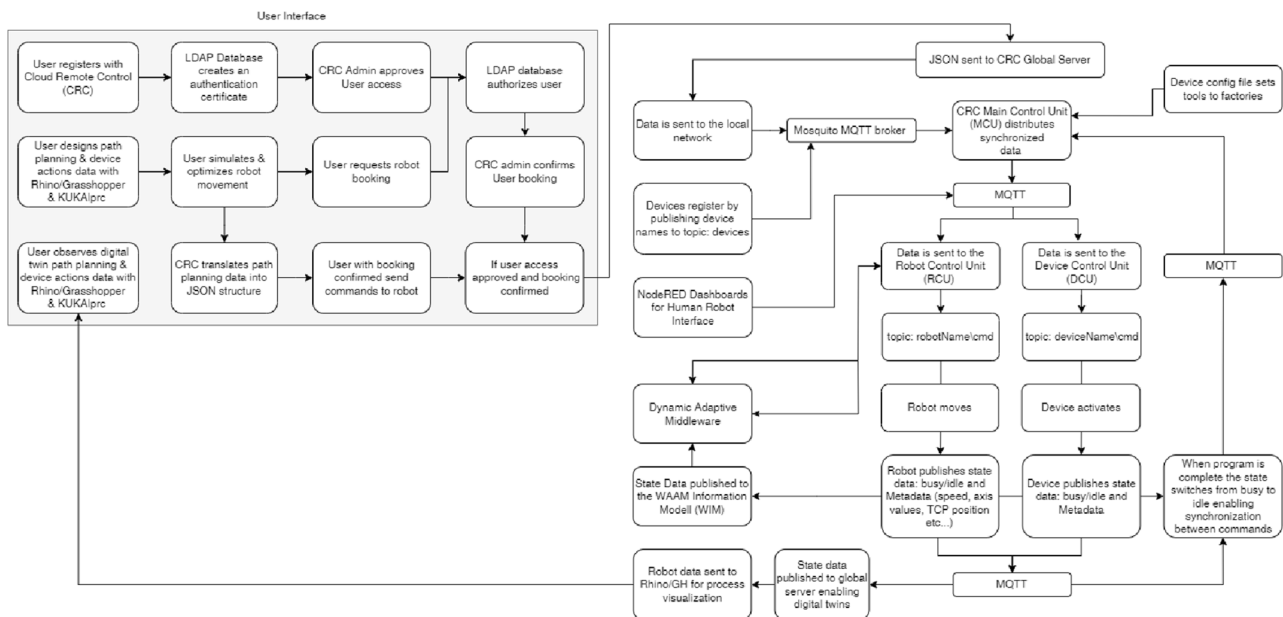 User Interface
User registers with
Cloud Remote Control
(CRC)
LDAP Database
creates an
authentication
certificate
CRC Admin approves
User access
LDAP database
authorizes user
User designs path
planning & device
actions data with
Rhino/Grasshopper
& KUKA|prc
User simulates &
optimizes robot
movement
User requests robot
booking
CRC admin confirms
User booking
User observes digital
twin path planning &
device actions data with
Rhino/Grasshopper
& KUKA|prc
CRC translates path
planning data into
JSON structure
User with booking
confirmed send
commands to robot
If user access
approved and booking
confirmed
JSON sent to CRC Global
Server
Device config file sets
tools to factories
Data is sent to the local
network
Mosquito MQTT broker
CRC Main Control Unit
(MCU) distributes
synchronized
data
Devices register by
publishing device
names to topic: devices
MQTT
Data is sent to the
Robot Control Unit
(RCU)
Data is sent to the
Device Control Unit
(DCU)
MQTT
NodeRED Dashboards
for Human Robot
Interface
topic: robotName\cmd
topic: deviceName\cmd
Dynamic Adaptive
Middleware
Robot moves
Device activates
State Data published to
the WAAM Information
Modell (WIM)
Robot publishes state
data: busy/idle and
Metadata (speed, axis
values, TCP position
etc...)
Device publishes state
data: busy/idle and
Metadata
When program is
complete the state
switches from busy to
idle enabling
synchronization
between commands
Robot data sent to
Rhino/GH for process
visualization
State data
published to global
server enabling
digital twins
MQTT